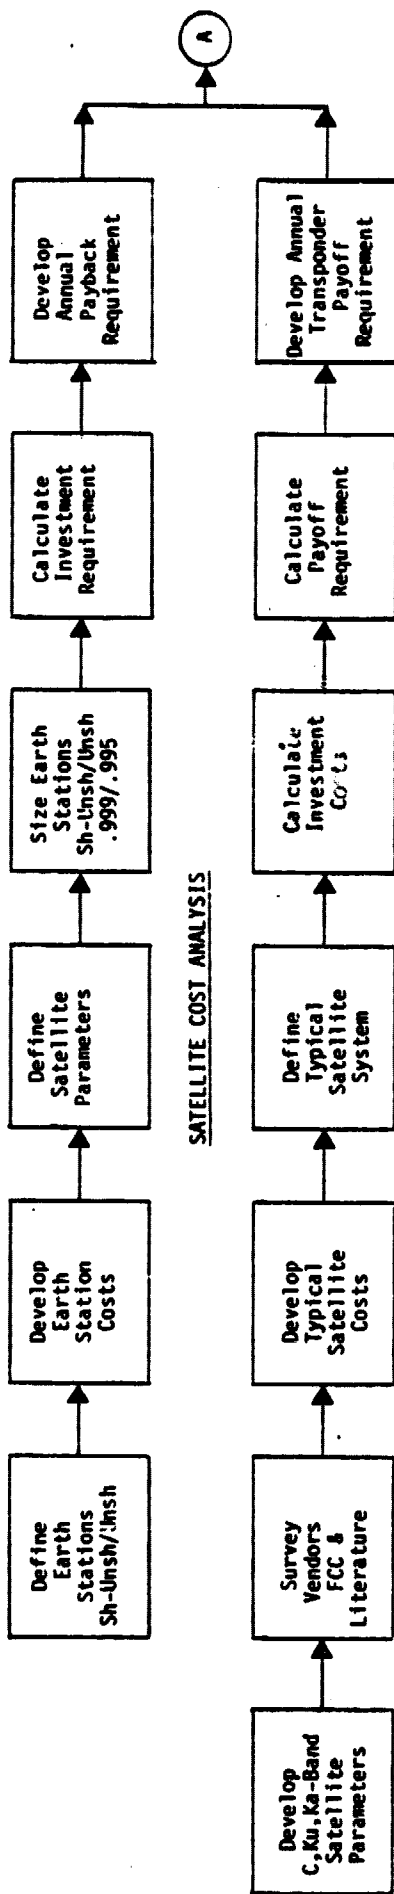 Define
Earth
Stations
Sh-Unsh/Unsh
Develop
Earth
Station
Costs
Define
Satellite
Parameters
Size Earth
Stations
Sh-Unsh/Unsh
.999/.995
Calculate
Investment
Requirement
Develop
Annual
Payback
Requirement
A
SATELLITE COST ANALYSIS
Develop
C,Ku,Ka-Band
Satellite
Parameters
Survey
Vendors
FCC &
Literature
Develop
Typical
Satellite
Costs
Define
Typical
Satellite
System
Calculate
Investment
Costs
Calculate
Payoff
Requirement
Develop Annual
Transponder
Payoff
Requirement